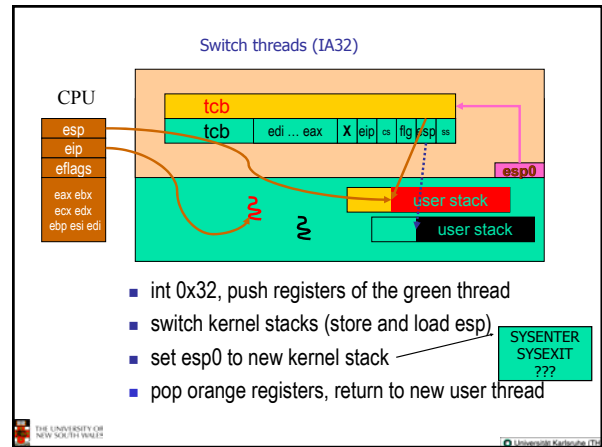 Switch threads (IA32)
CPU
esp
eip
eflags
eax ebx
ecx edx
ebp esi edi
tcb
tcb edi ... eax X eip cs flg esp ss
esp0
user stack
user stack
int 0x32, push registers of the green thread
switch kernel stacks (store and load esp)
set esp0 to new kernel stack
pop orange registers, return to new user thread
SYSENTER
SYSEXIT
???
THE UNIVERSITY OF
NEW SOUTH WALES
Universität Karlsruhe (TH)